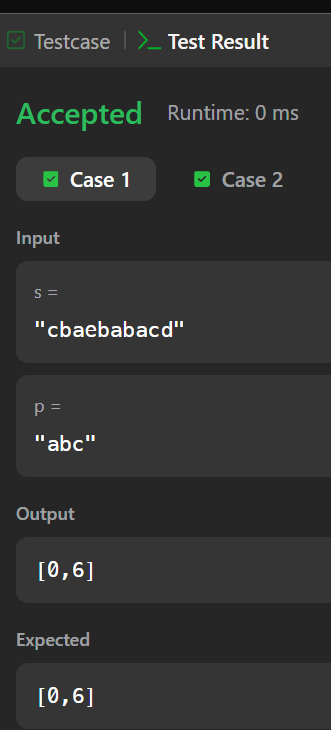 Testcase | Test Result
Accepted Runtime: 0 ms
Case 1 Case 2
Input
s =
"cbaebabacd"
p =
"abc"
Output
[0,6]
Expected
[0,6]